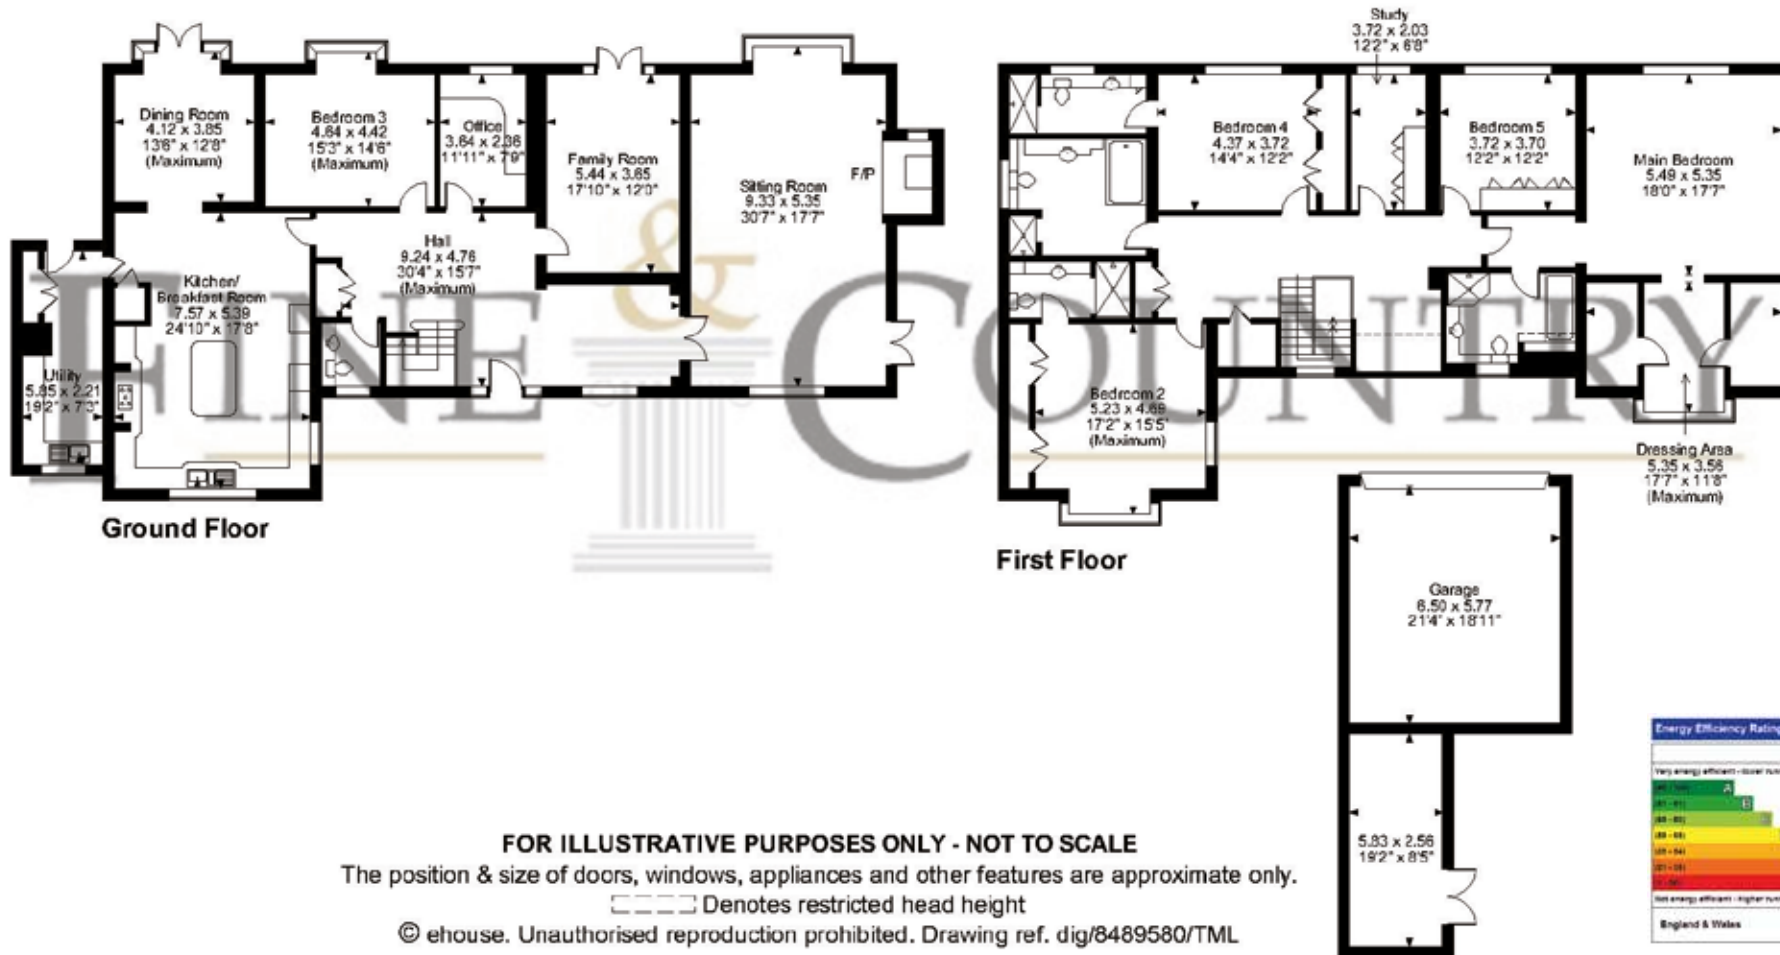 Dining Room
4.12 x 3.85
13'6" x 12'8"
(Maximum)
Bedroom 3
4.64 x 4.42
15'3" x 14'6"
(Maximum)
Office
3.64 x 2.36
11'11" x 7'9"
Family Room
5.44 x 3.65
17'10" x 12'0"
Sitting Room
9.33 x 5.35
30'7" x 17'7"
F/P
Hall
9.24 x 4.76
30'4" x 15'7"
(Maximum)
Kitchen/
Breakfast Room
7.57 x 5.39
24'10" x 17'8"
Utility
5.85 x 2.21
19'2" x 7'3"
Ground Floor
Study
3.72 x 2.03
12'2" x 6'8"
Bedroom 4
4.37 x 3.72
14'4" x 12'2"
Bedroom 5
3.72 x 3.70
12'2" x 12'2"
Main Bedroom
5.49 x 5.35
18'0" x 17'7"
Bedroom 2
5.23 x 4.69
17'2" x 15'5"
(Maximum)
Dressing Area
5.35 x 3.56
17'7" x 11'8"
(Maximum)
First Floor
FINE & COUNTRY
Garage
6.50 x 5.77
21'4" x 18'11"
5.83 x 2.56
19'2" x 8'5"
FOR ILLUSTRATIVE PURPOSES ONLY - NOT TO SCALE
The position & size of doors, windows, appliances and other features are approximate only.
Denotes restricted head height
© ehouse. Unauthorised reproduction prohibited. Drawing ref. dig/8489580/TML
Energy Efficiency Rating
Very energy efficient - lower
A
B
Not energy efficient - higher
England & Wales